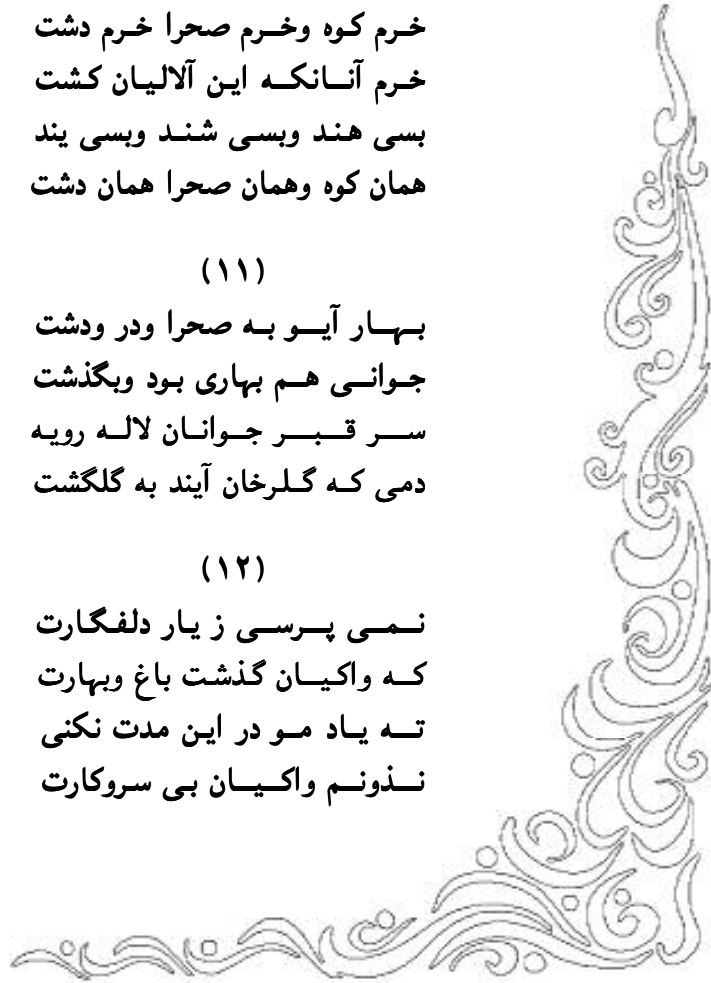 خرم کوه وخرم صحرا خرم دشت
خرم آنانکه این آلالیان کشت
بسی هند وبسی شند وبسی یند
همان کوه وهمان صحرا همان دشت
(۱۱)
بهار آیو به صحرا ودر ودشت
جوانی هم بهاری بود وبگذشت
سر قبر جوانان لاله رویه
دمی که گلرخان آیند به گلگشت
(۱۲)
نمی پرسی ز یار دلفگارت
که واکیان گذشت باغ وبهارت
ته یاد مو در این مدت نکنی
نذونم واکیان بی سروکارت